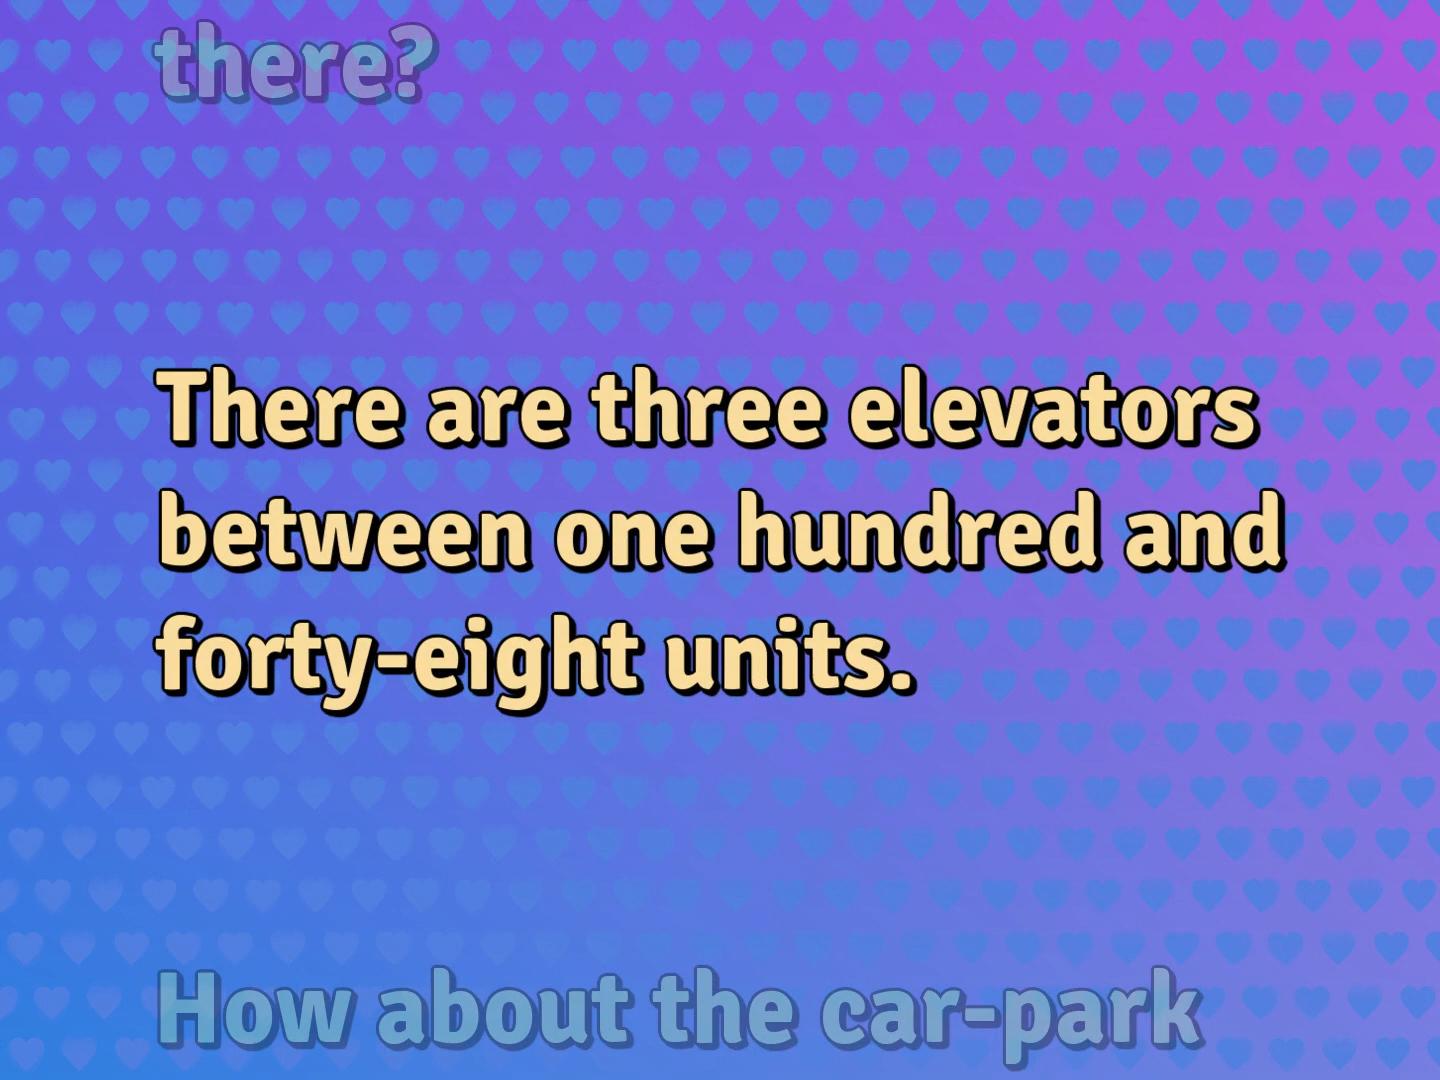 there?
There are three elevators
between one hundred and
forty-eight units.
How about the car-park